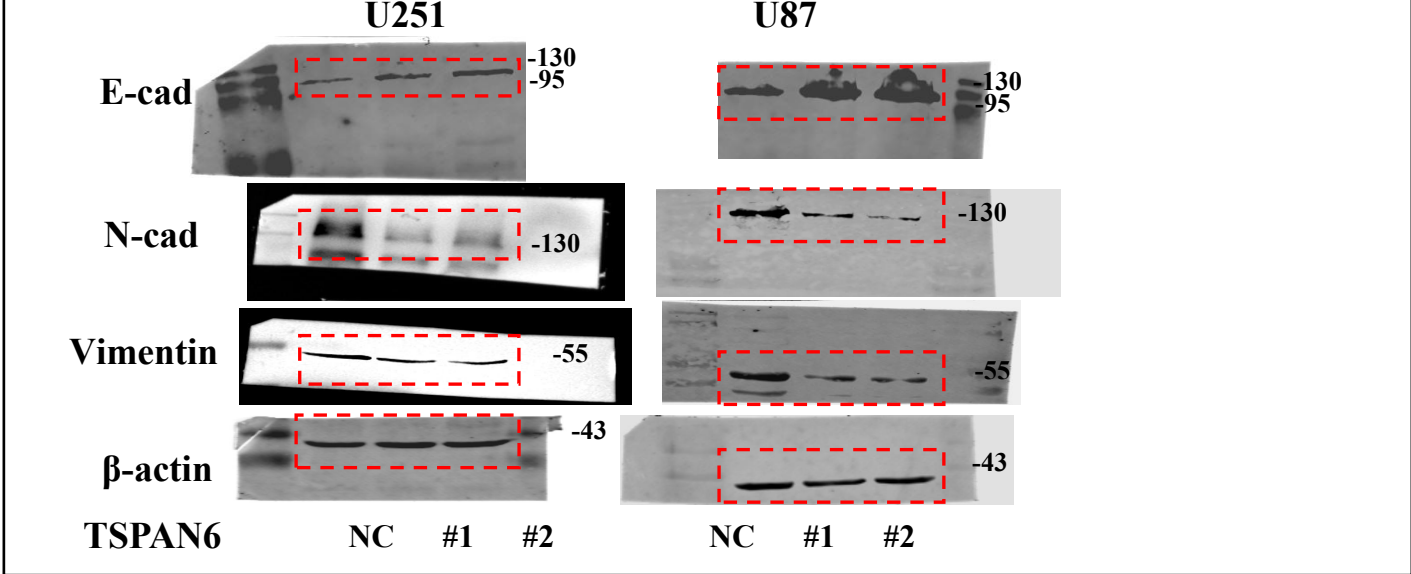 U251 U87
E-cad -130 -95 -130 -95
N-cad -130 -130
Vimentin -55 -55
β-actin -43 -43
TSPAN6 NC #1 #2 NC #1 #2